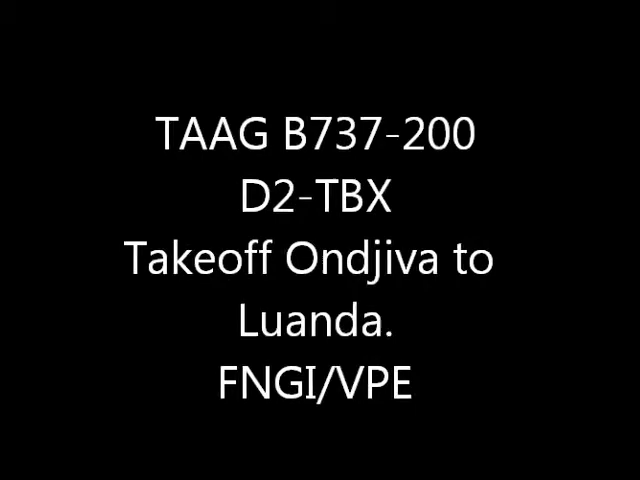 TAAG B737-200
D2-TBX
Takeoff Ondjiva to
Luanda.
FNGI/VPE